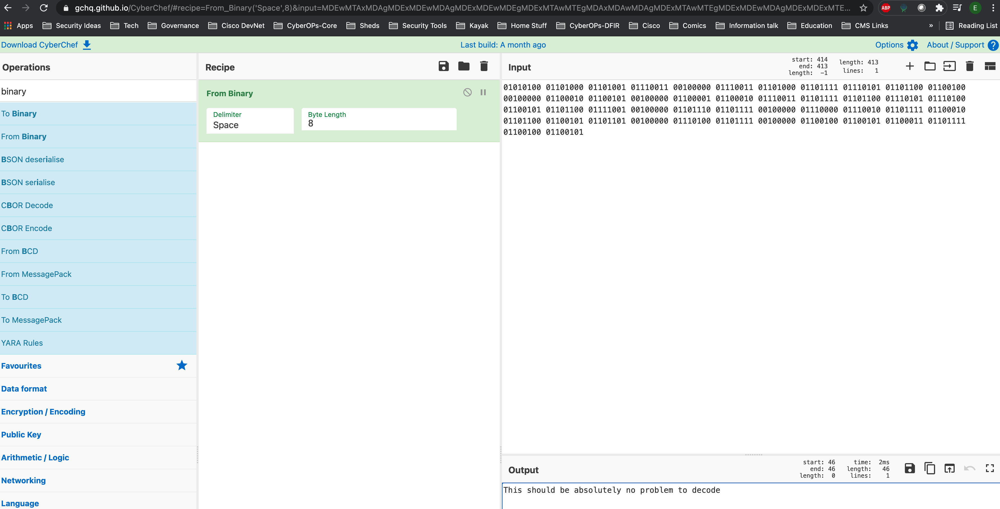 gchq.github.io/CyberChef/#recipe=From_Binary('Space',8)&input=MDEwMTAxMDAgMDExMDEwMDAgMDExMDEwMDEgMDExMTAwMTEgMDAxMDAwMDAgMDExMTAwMTEgMDExMDEwMDAgMDExMDExMTE...
ABP
E
Apps Security Ideas Tech Governance Cisco DevNet CyberOPs-Core Sheds Security Tools Kayak Home Stuff CyberOPs-DFIR Cisco Comics Information talk Education CMS Links » Reading List
Download CyberChef
Last build: A month ago
Options
About / Support ?
Operations
binary
To Binary
From Binary
BSON deserialise
BSON serialise
CBOR Decode
CBOR Encode
From BCD
From MessagePack
To BCD
To MessagePack
YARA Rules
Favourites
Data format
Encryption / Encoding
Public Key
Arithmetic / Logic
Networking
Language
Recipe
From Binary
Delimiter
Space
Byte Length
8
Input
start: 414
end: 413
length: -1
length: 413
lines: 1
01010100 01101000 01101001 01110011 00100000 01110011 01101000 01101111 01110101 01101100 01100100
00100000 01100010 01100101 00100000 01100001 01100010 01110011 01101111 01101100 01110101 01110100
01100101 01101100 01111001 00100000 01101110 01101111 00100000 01110000 01110010 01101111 01100010
01101100 01100101 01101101 00100000 01110100 01101111 00100000 01100100 01100101 01100011 01101111
01100100 01100101
Output
start: 46
end: 46
length: 0
time: 2ms
length: 46
lines: 1
This should be absolutely no problem to decode